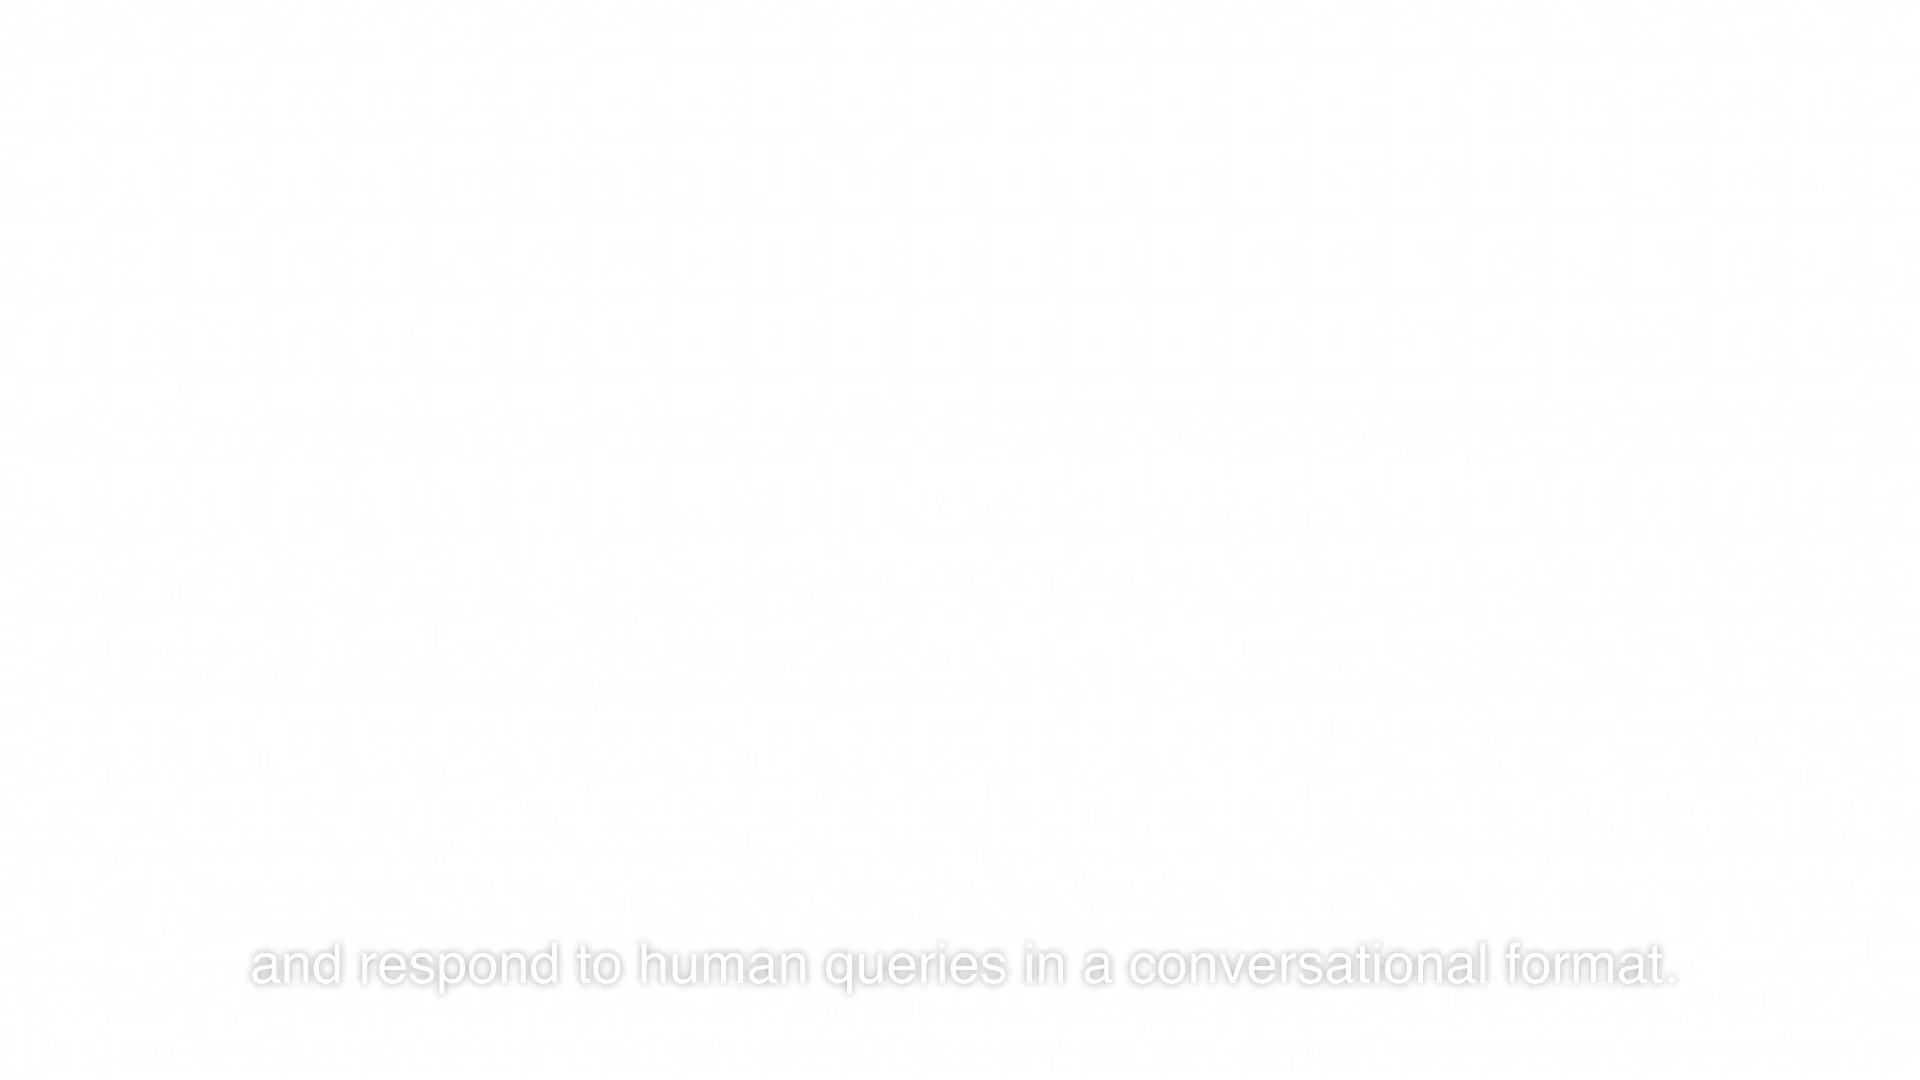 and respond to human queries in a conversational format.